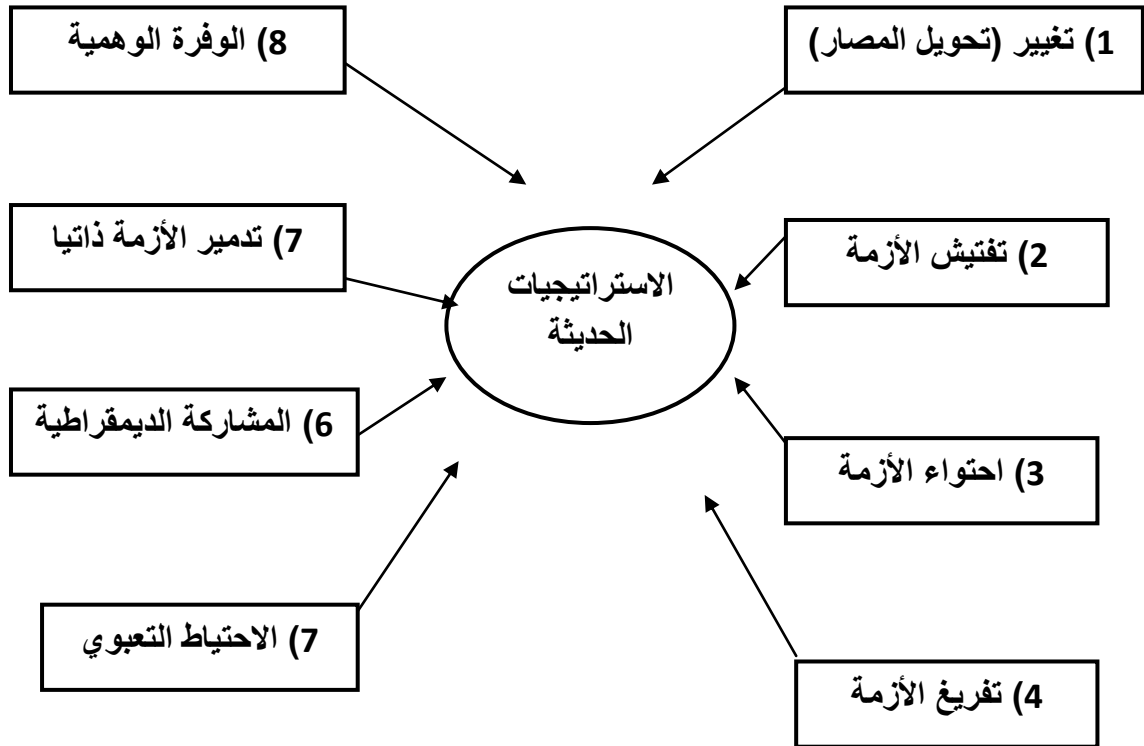 1) تغيير (تحويل المصار)
2) تفتيش الأزمة
3) احتواء الأزمة
4) تفريغ الأزمة
7) الاحتياط التعبوي
6) المشاركة الديمقراطية
7) تدمير الأزمة ذاتيا
8) الوفرة الوهمية
الاستراتيجيات
الحديثة